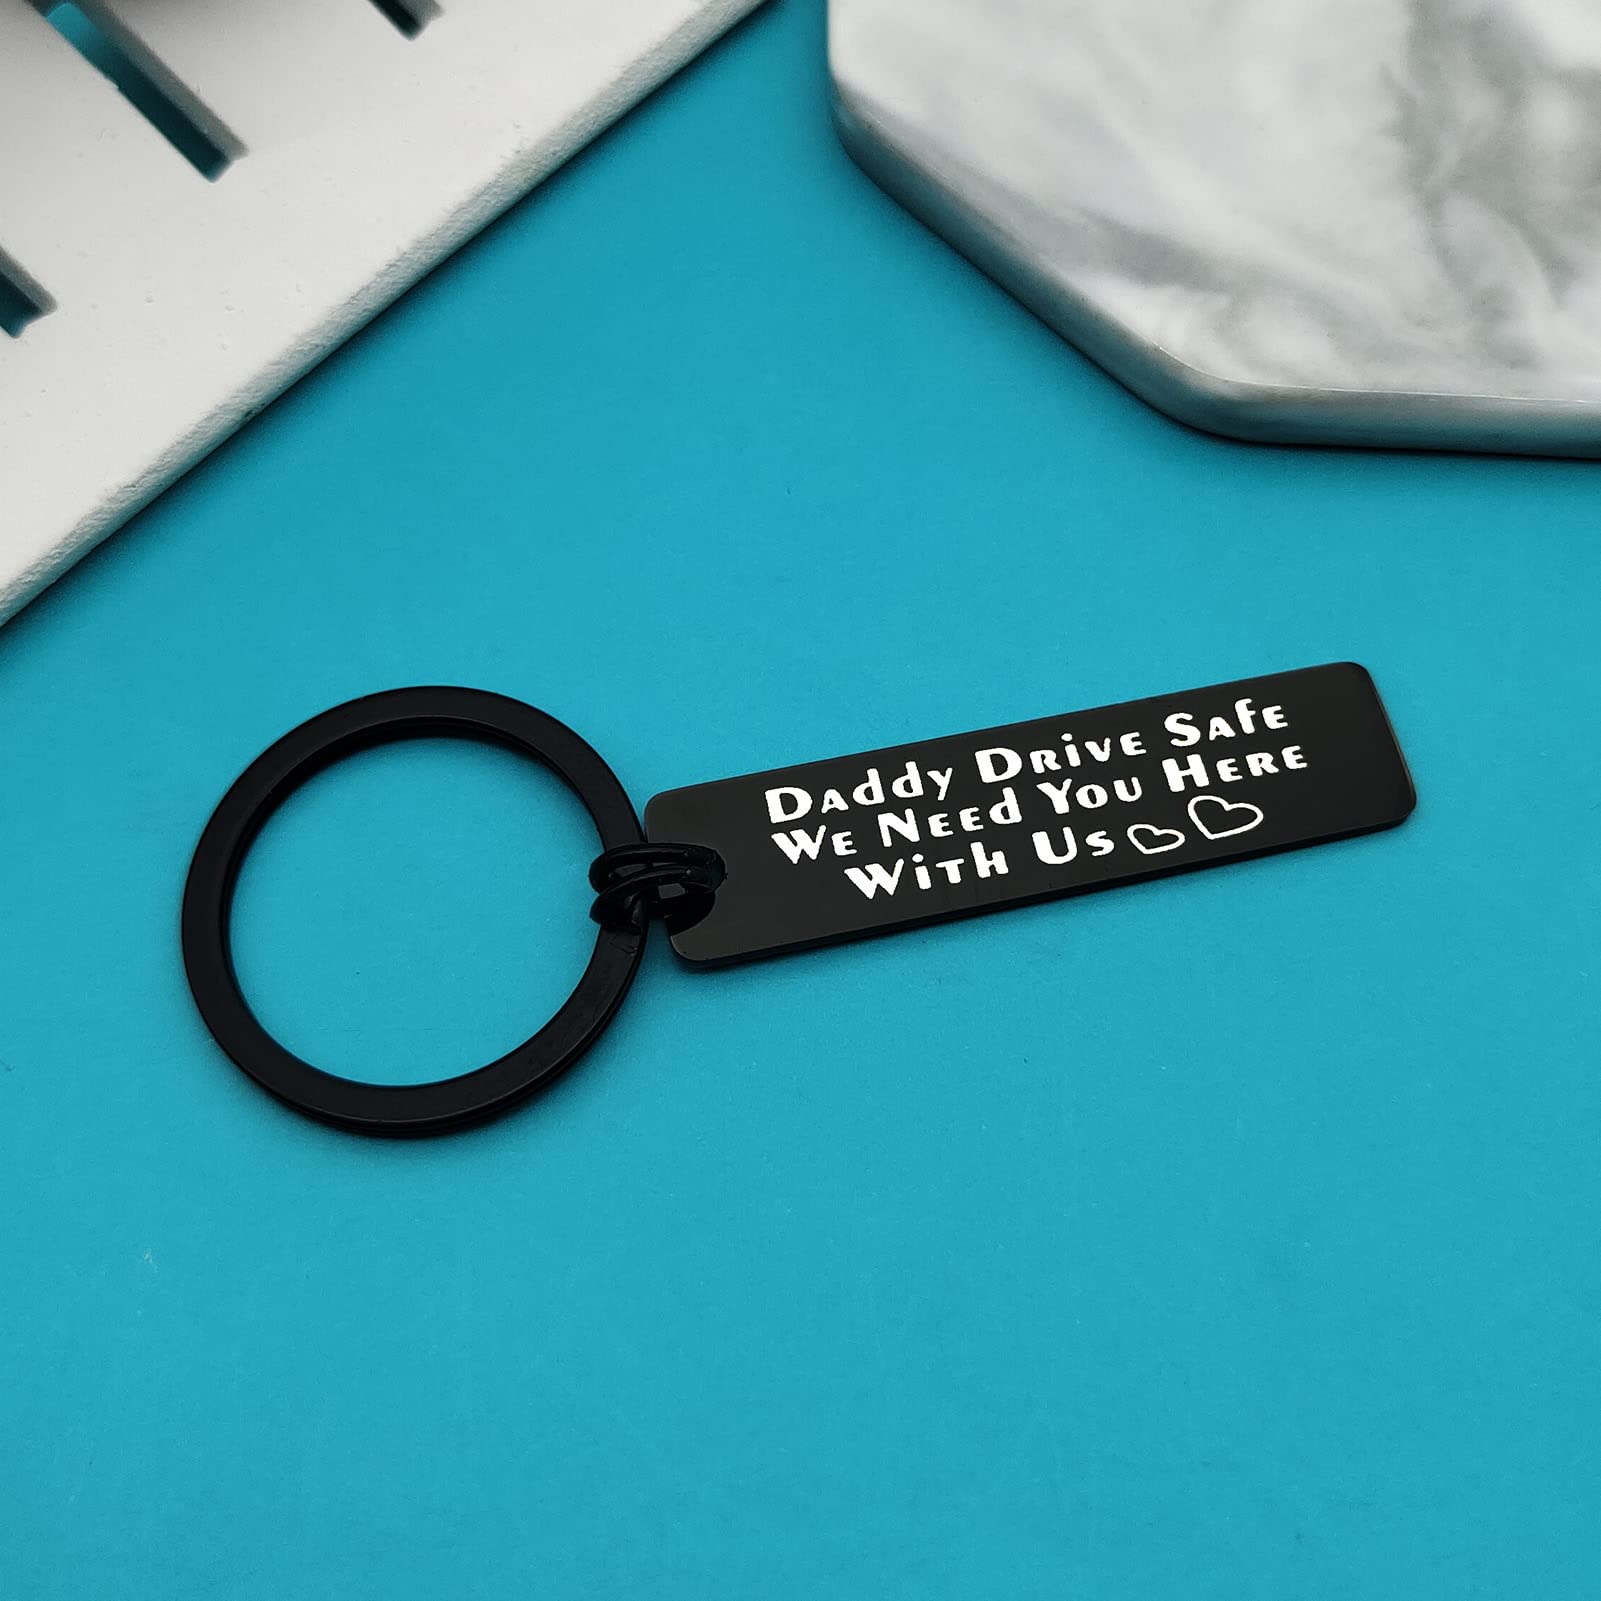 Daddy Drive Safe
We Need You Here
With Us